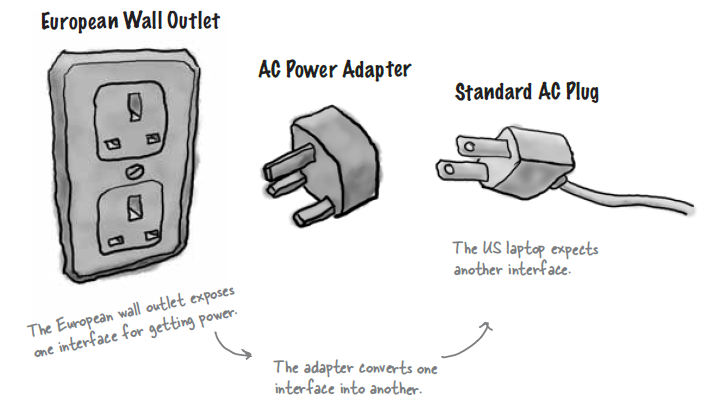 European Wall Outlet
AC Power Adapter
Standard AC Plug
The US laptop expects
another interface.
The European wall outlet exposes
one interface for getting power.
The adapter converts one
interface into another.